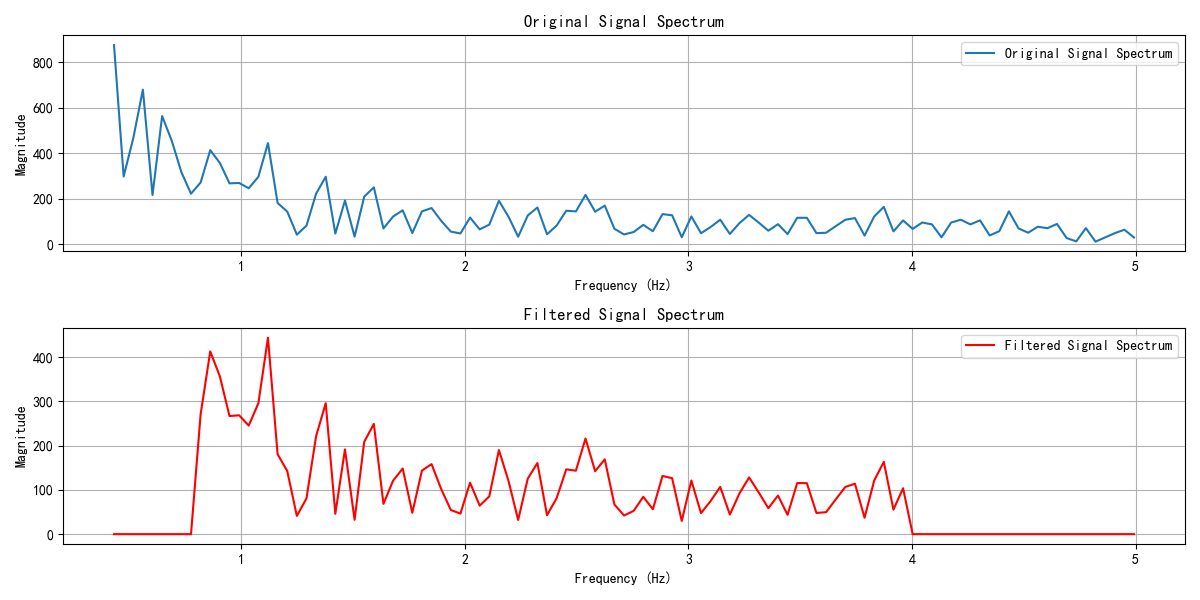 Original Signal Spectrum
Original Signal Spectrum
Magnitude
800
600
400
200
0
1 2 3 4 5
Frequency (Hz)
Filtered Signal Spectrum
Filtered Signal Spectrum
Magnitude
400
300
200
100
0
1 2 3 4 5
Frequency (Hz)